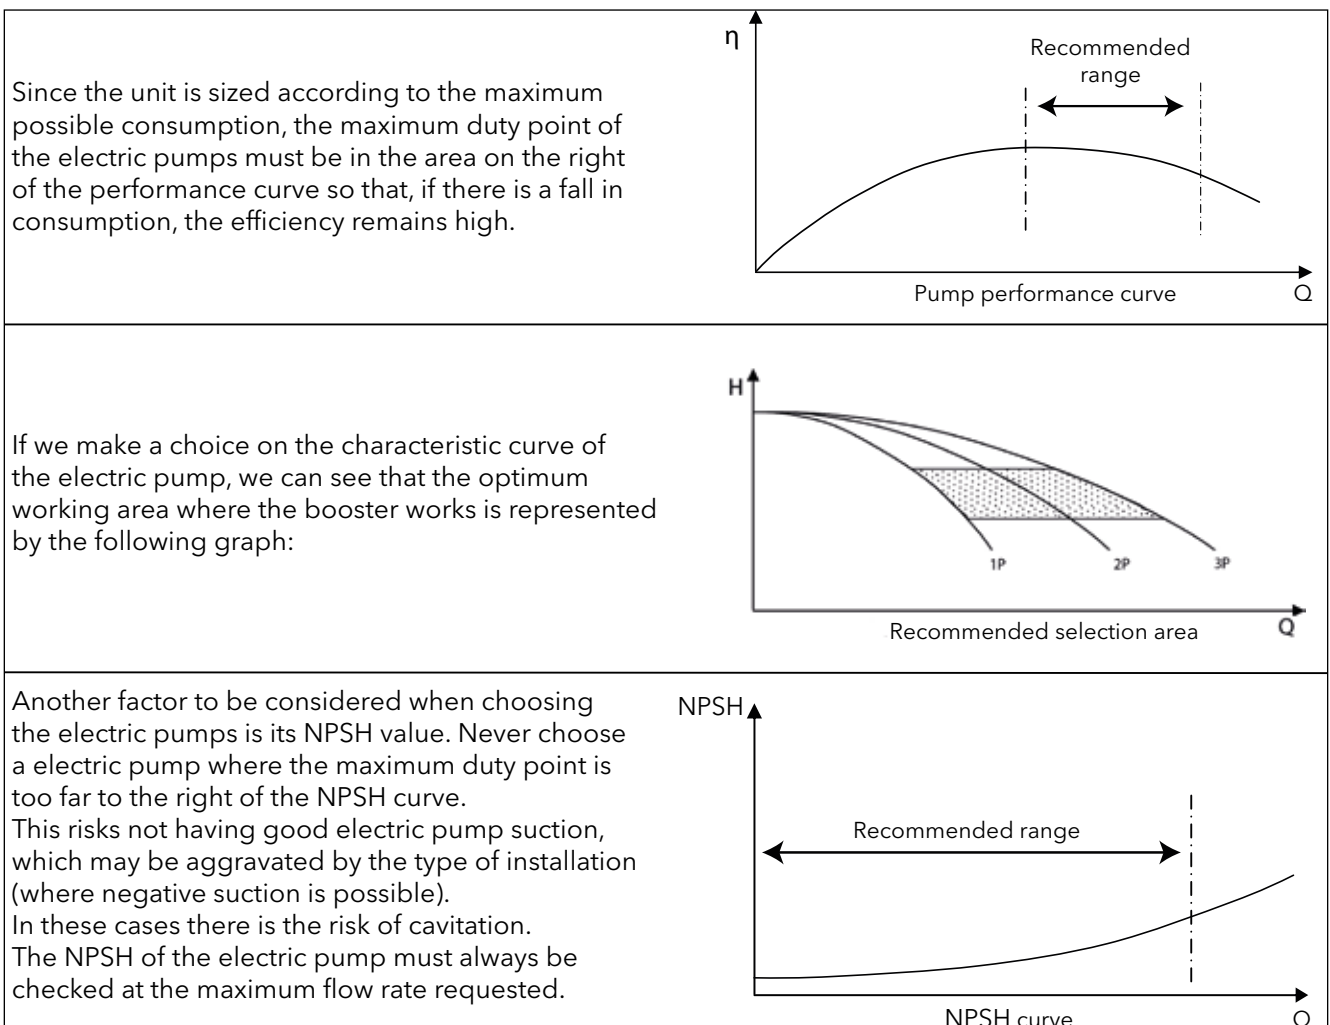 Since the unit is sized according to the maximum
possible consumption, the maximum duty point of
the electric pumps must be in the area on the right
of the performance curve so that, if there is a fall in
consumption, the efficiency remains high.
η
Recommended
range
Pump performance curve
Q
If we make a choice on the characteristic curve of
the electric pump, we can see that the optimum
working area where the booster works is represented
by the following graph:
H
1P
2P
3P
Recommended selection area
Q
Another factor to be considered when choosing
the electric pumps is its NPSH value. Never choose
a electric pump where the maximum duty point is
too far to the right of the NPSH curve.
This risks not having good electric pump suction,
which may be aggravated by the type of installation
(where negative suction is possible).
In these cases there is the risk of cavitation.
The NPSH of the electric pump must always be
checked at the maximum flow rate requested.
NPSH
Recommended range
NPSH curve
Q